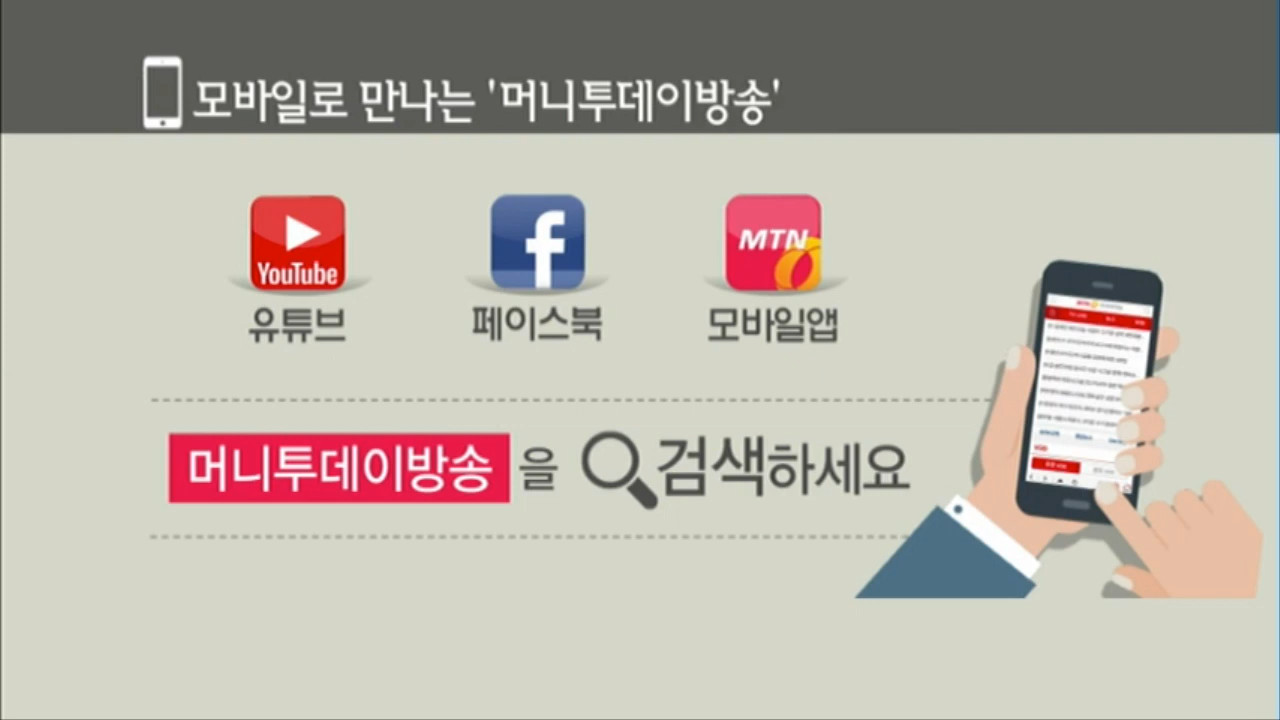 모바일로 만나는 '머니투데이방송'
YouTube
MTN
유튜브
페이스북
모바일앱
머니투데이방송 을 검색하세요